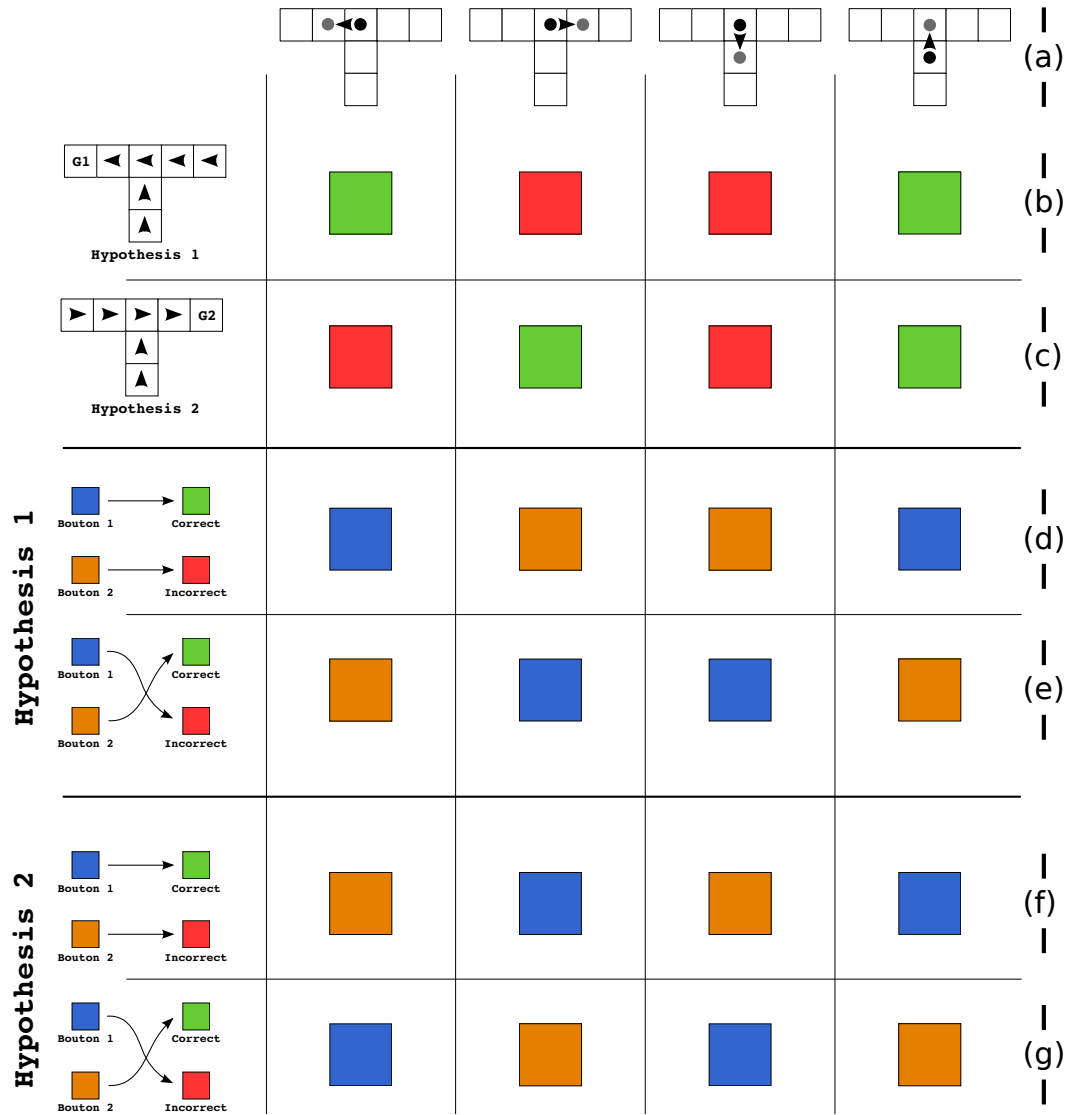 (a)
G1
Hypothesis 1
(b)
G2
Hypothesis 2
(c)
Hypothesis 1
Bouton 1 Correct
Bouton 2 Incorrect
(d)
Bouton 1 Correct
Bouton 2 Incorrect
(e)
Hypothesis 2
Bouton 1 Correct
Bouton 2 Incorrect
(f)
Bouton 1 Correct
Bouton 2 Incorrect
(g)